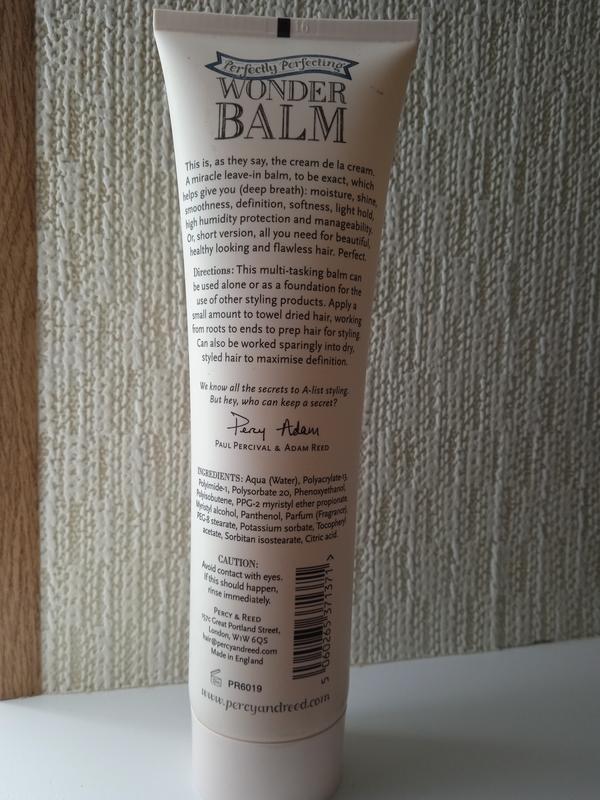 Perfectly Perfecting
WONDER
BALM
This is, as they say, the cream de la cream.
A miracle leave-in balm, to be exact, which
helps give you (deep breath): moisture, shine,
smoothness, definition, softness, light hold,
high humidity protection and manageability.
Or, short version, all you need for beautiful,
healthy looking and flawless hair. Perfect.
Directions: This multi-tasking balm can
be used alone or as a foundation for the
use of other styling products. Apply a
small amount to towel dried hair, working
from roots to ends to prep hair for styling.
Can also be worked sparingly into dry,
styled hair to maximise definition.
We know all the secrets to A-list styling.
But hey, who can keep a secret?
Percy Adam
PAUL PERCIVAL & ADAM REED
INGREDIENTS: Aqua (Water), Polyacrylate-13,
Polyimide-1, Polysorbate 20, Phenoxyethanol,
Polyisobutene, PPG-2 myristyl ether propionate,
Myristyl alcohol, Panthenol, Parfum (Fragrance),
PEG-8 stearate, Potassium sorbate, Tocopheryl
acetate, Sorbitan isostearate, Citric acid.
CAUTION:
Avoid contact with eyes.
If this should happen,
rinse immediately.
PERCY & REED
157c Great Portland Street,
London, W1W 6QS
hair@percyandreed.com
Made in England
PR6019
5 060265 371371 >
www.percyandreed.com